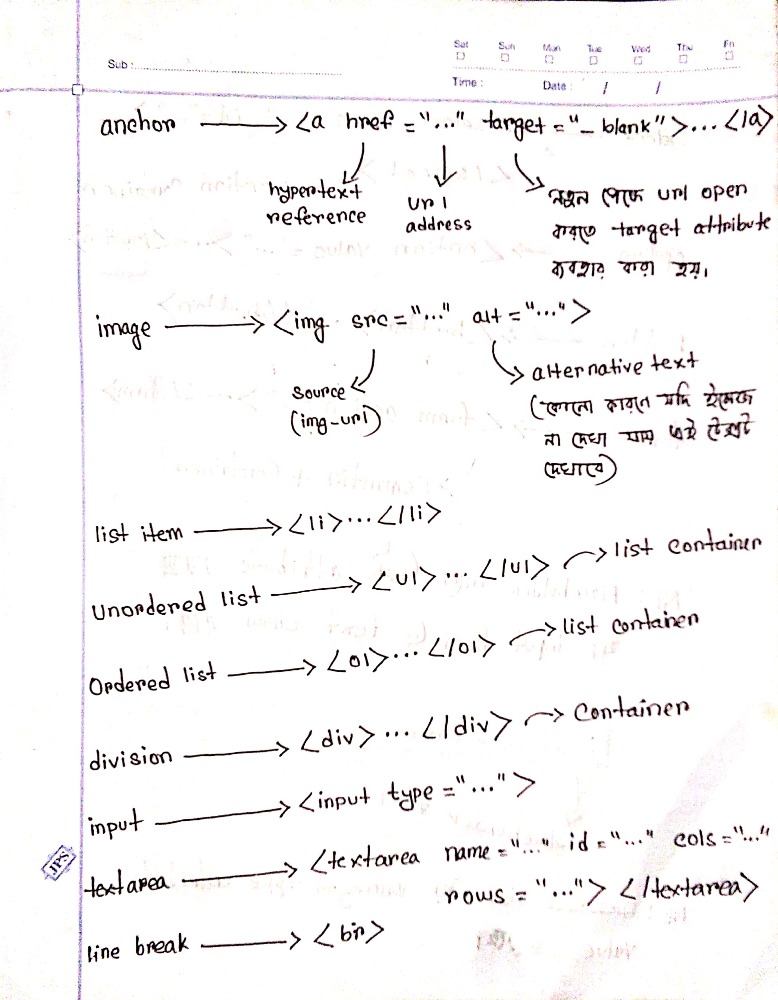 Sat Sun Mon Tue Wed Thu Fri
Sub :
Time : Date : / /
anchor → <a href = "..." target = "_blank" >... </a>
hypertext reference
url address
নতুন পেজে url open
করতে target attribute
ব্যবহার করা হয়।
image → <img src = "..." alt = "..." >
source
(img-url)
alternative text
(কোনো কারনে যদি ইমেজ
না দেখা যায় এই টেক্সট
দেখাবে)
list item → <li>... </li>
Unordered list → <ul> ... </ul> → list container
Ordered list → <ol>... </ol> → list container
division → <div> ... </div> → Container
input → <input type = "..." >
textarea → <textarea name = "..." id = "..." cols = "..."
rows = "..."> </textarea>
line break → <br>
JPS